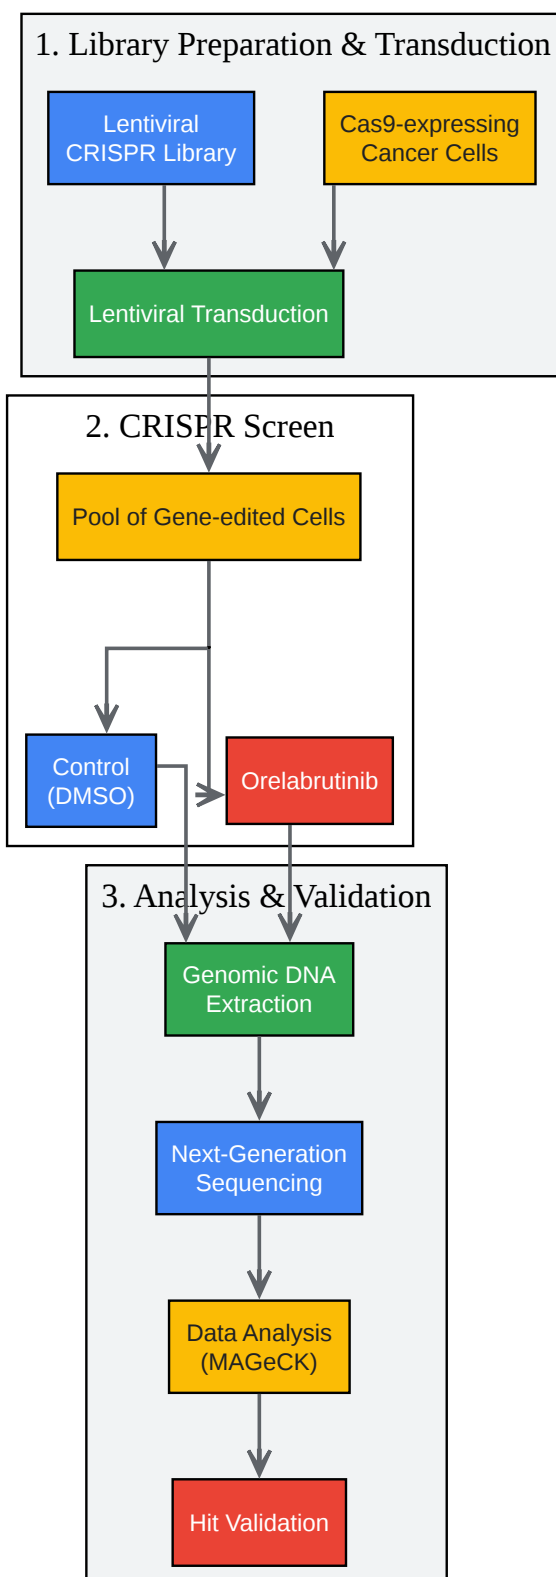 1. Library Preparation & Transduction
Lentiviral
CRISPR Library
Cas9-expressing
Cancer Cells
Lentiviral Transduction
2. CRISPR Screen
Pool of Gene-edited Cells
Control
(DMSO)
Orelabrutinib
3. Analysis & Validation
Genomic DNA
Extraction
Next-Generation
Sequencing
Data Analysis
(MAGeCK)
Hit Validation